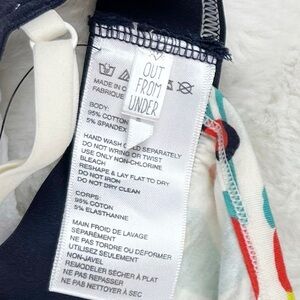 OUT
FROM
UNDER
MADE IN
FABRIQUÉ
BODY:
95% COTTON
5% SPANDEX
HAND WASH COLD SEPARATELY
DO NOT WRING OR TWIST
USE ONLY NON-CHLORINE
BLEACH
RESHAPE & LAY FLAT TO DRY
DO NOT IRON
DO NOT DRY CLEAN
CORPS:
95% COTON
5% ELASTHANNE
MAIN FROID DE LAVAGE
SÉPARÉMENT
NE PAS TORDRE OU DÉFORMER
UTILISEZ SEULEMENT
NON-JAVEL
REMODELER SÉCHER À PLAT
NE PAS REPASSER
NE PAS NETTOYER À SEC